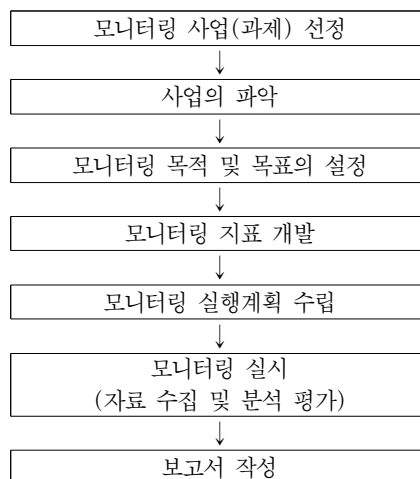 모니터링 사업(과제) 선정
↓
사업의 파악
↓
모니터링 목적 및 목표의 설정
↓
모니터링 지표 개발
↓
모니터링 실행계획 수립
↓
모니터링 실시
(자료 수집 및 분석 평가)
↓
보고서 작성